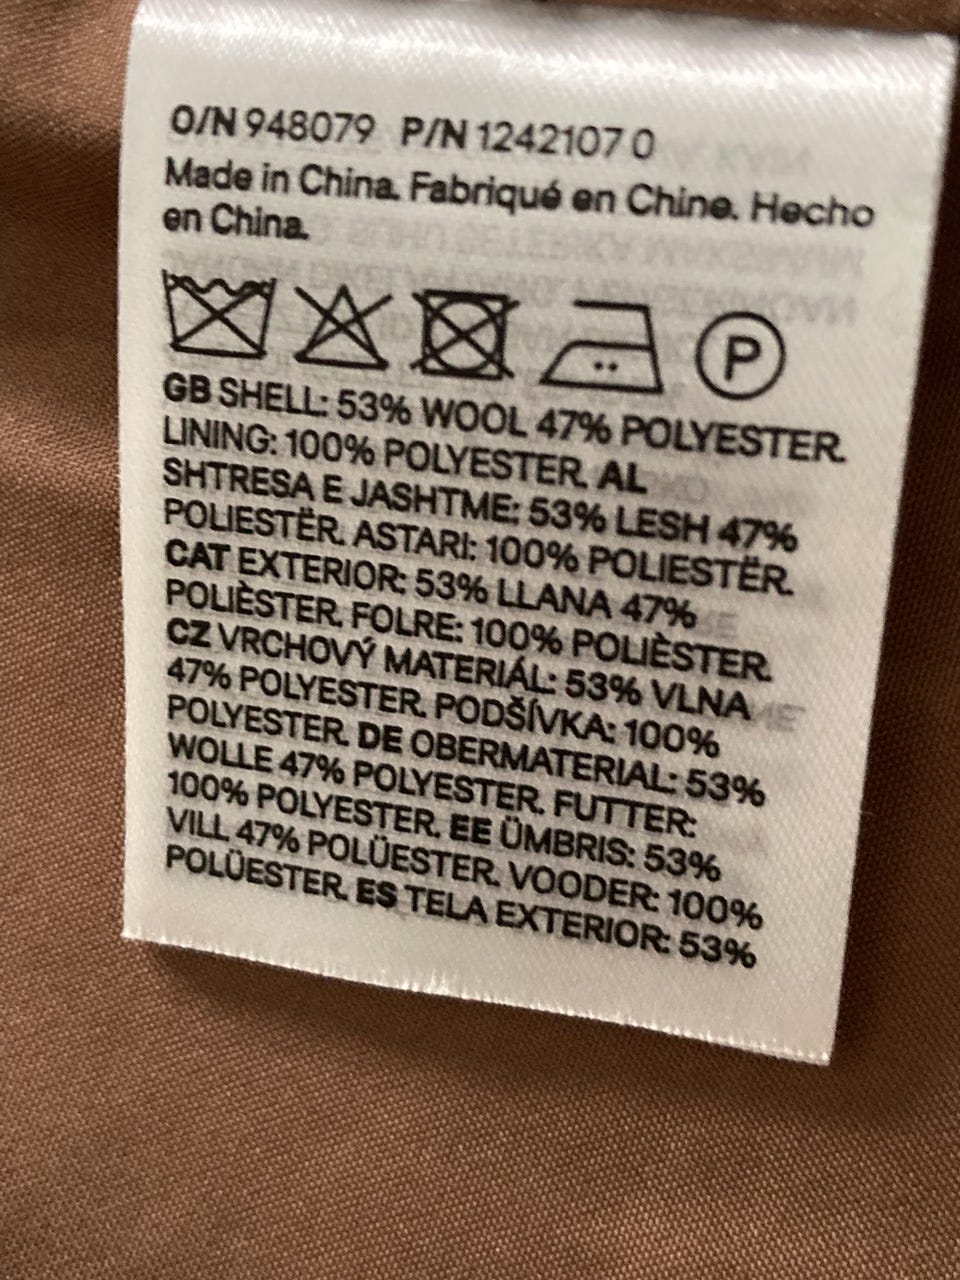 O/N 948079 P/N 1242107 0
Made in China. Fabriqué en Chine. Hecho
en China.
P
GB SHELL: 53% WOOL 47% POLYESTER.
LINING: 100% POLYESTER. AL
SHTRESA E JASHTME: 53% LESH 47%
POLIESTËR. ASTARI: 100% POLIESTËR.
CAT EXTERIOR: 53% LLANA 47%
POLIÈSTER. FOLRE: 100% POLIÈSTER.
CZ VRCHOVÝ MATERIÁL: 53% VLNA
47% POLYESTER. PODŠÍVKA: 100%
POLYESTER. DE OBERMATERIAL: 53%
WOLLE 47% POLYESTER. FUTTER:
100% POLYESTER. EE ÜMBRIS: 53%
VILL 47% POLÜESTER. VOODER: 100%
POLÜESTER. ES TELA EXTERIOR: 53%